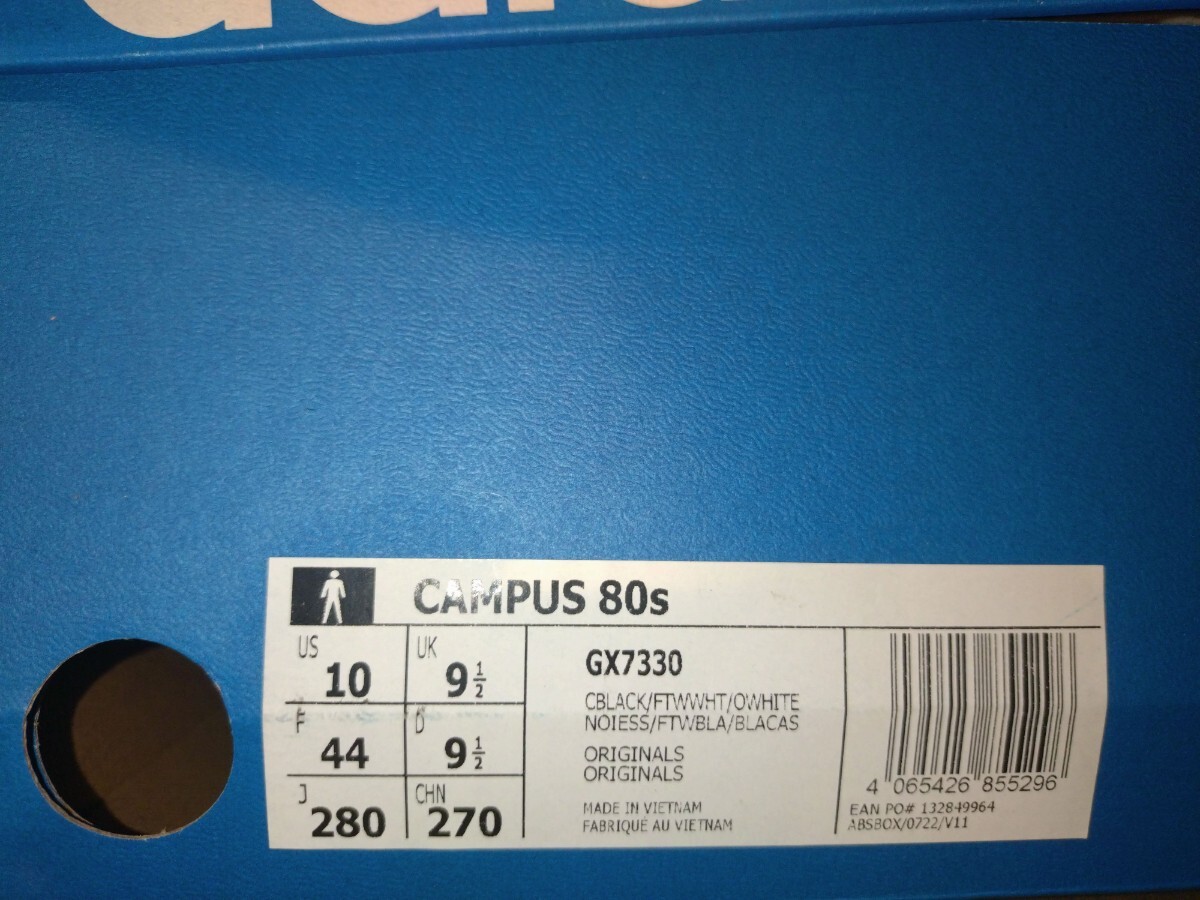 CAMPUS 80s
US 10 UK 9 1/2
F 44 D 9 1/2
J 280 CHN 270
GX7330
CBLACK/FTWWHT/OWHITE
NOIESS/FTWBLA/BLACAS
ORIGINALS
ORIGINALS
MADE IN VIETNAM
FABRIQUÉ AU VIETNAM
4 065426 855296
EAN PO# 132849964
ABSBOX/0722/V11